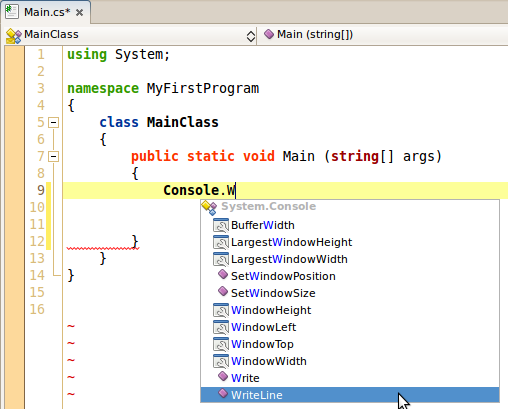 Main.cs*
MainClass Main (string[])
1 using System;
2
3 namespace MyFirstProgram
4 {
5 class MainClass
6 {
7 public static void Main (string[] args)
8 {
9 Console.W
10 System.Console
11 BufferWidth
12 }
LargestWindowHeight
13 }
LargestWindowWidth
14 }
SetWindowPosition
15
SetWindowSize
16
WindowHeight
~ WindowLeft
~ WindowTop
~ WindowWidth
~ Write
~ WriteLine